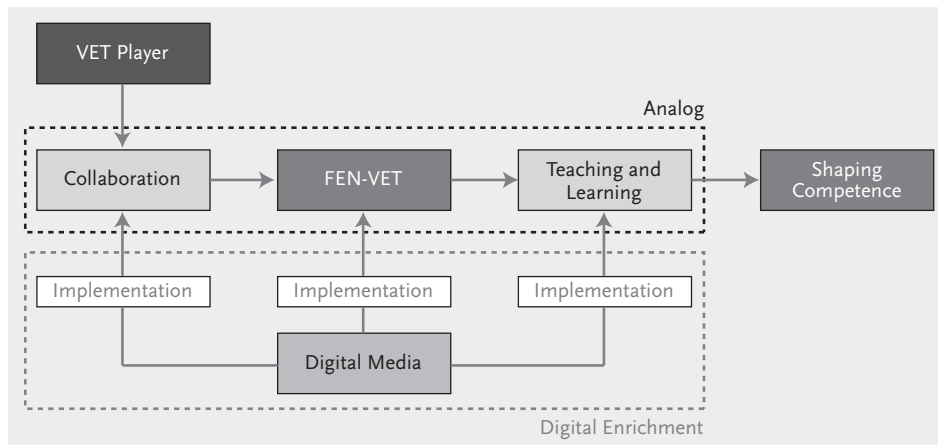 VET Player
Analog
Collaboration
FEN-VET
Teaching and
Learning
Shaping
Competence
Implementation
Implementation
Implementation
Digital Media
Digital Enrichment